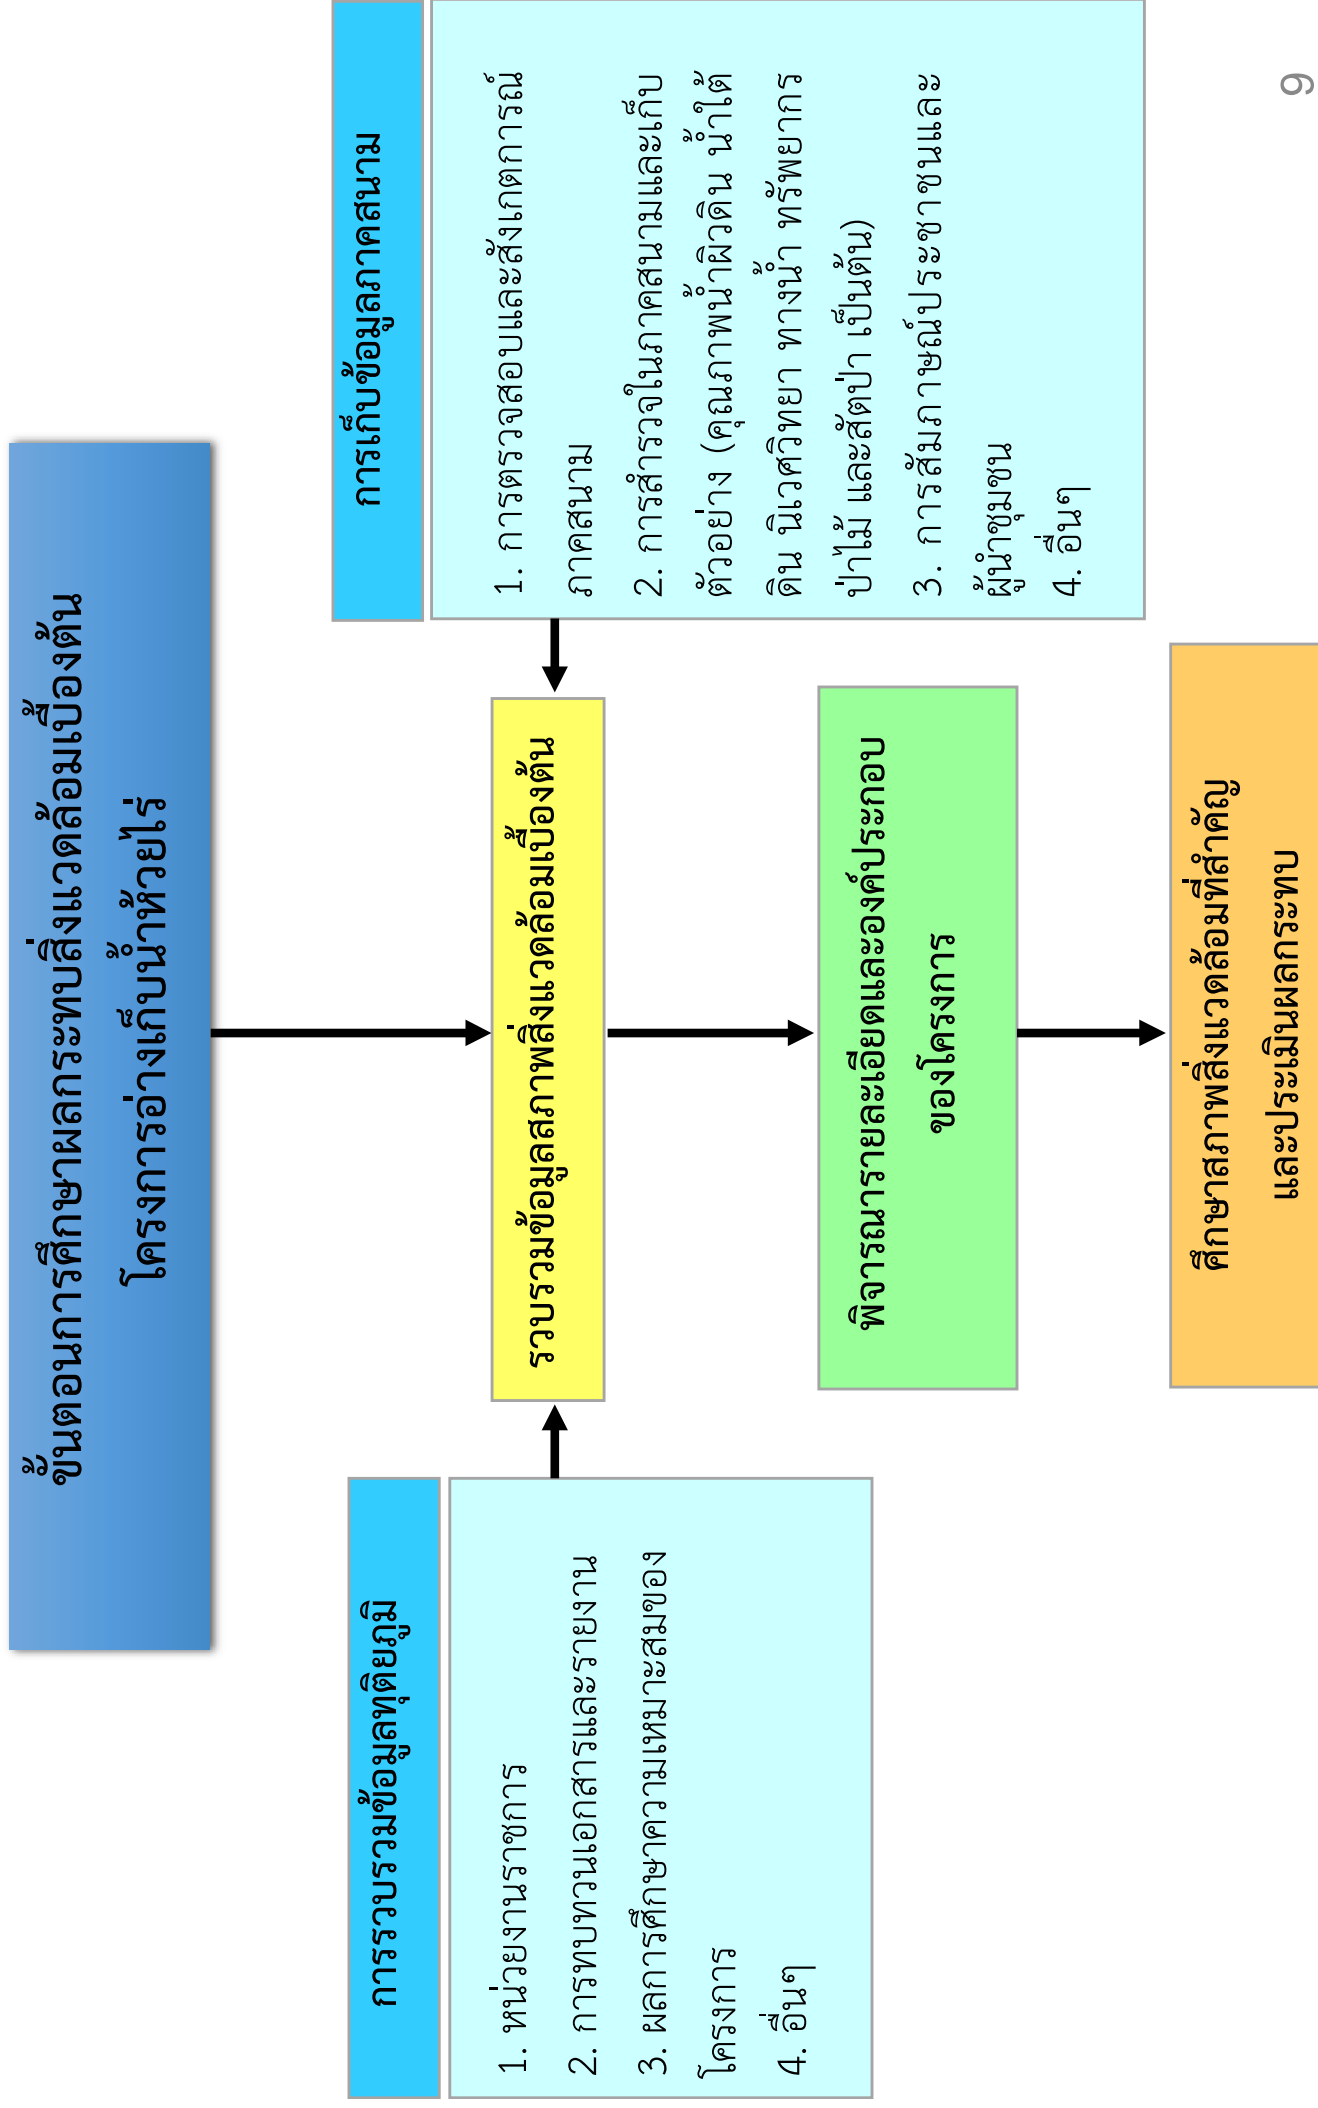 ขั้นตอนการศึกษาผลกระทบสิ่งแวดล้อมเบื้องต้น
โครงการอ่างเก็บน้ำห้วยไร่
การรวบรวมข้อมูลทุติยภูมิ
1. หน่วยงานราชการ
2. การทบทวนเอกสารและรายงาน
3. ผลการศึกษาความเหมาะสมของ
โครงการ
4. อื่นๆ
รวบรวมข้อมูลสภาพสิ่งแวดล้อมเบื้องต้น
พิจารณารายละเอียดและองค์ประกอบ
ของโครงการ
ศึกษาสภาพสิ่งแวดล้อมที่สำคัญ
และประเมินผลกระทบ
การเก็บข้อมูลภาคสนาม
1. การตรวจสอบและสังเกตการณ์
ภาคสนาม
2. การสำรวจในภาคสนามและเก็บ
ตัวอย่าง (คุณภาพน้ำผิวดิน น้ำใต้
ดิน นิเวศวิทยา ทางน้ำ ทรัพยากร
ป่าไม้ และสัตป่า เป็นต้น)
3. การสัมภาษณ์ประชาชนและ
ผู้นำชุมชน
4. อื่นๆ
9